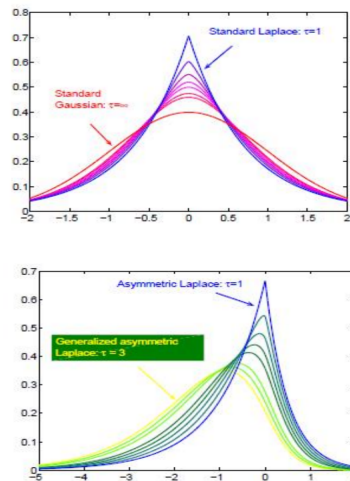 0.8
0.7
0.6
0.5
0.4
0.3
0.2
0.1
0
Standard Laplace: τ=1
Standard
Gaussian: τ=∞
−2 −1.5 −1 −0.5 0 0.5 1 1.5 2
0.7
0.6
0.5
0.4
0.3
0.2
0.1
0
Asymmetric Laplace: τ=1
Generalized asymmetric
Laplace: τ = 3
−5 −4 −3 −2 −1 0 1